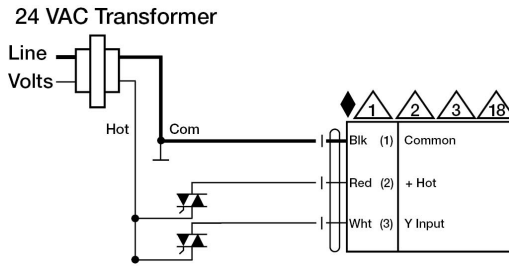 24 VAC Transformer
Line
Volts
Hot
Com
1 2 3 18
Blk (1) Common
Red (2) + Hot
Wht (3) Y Input